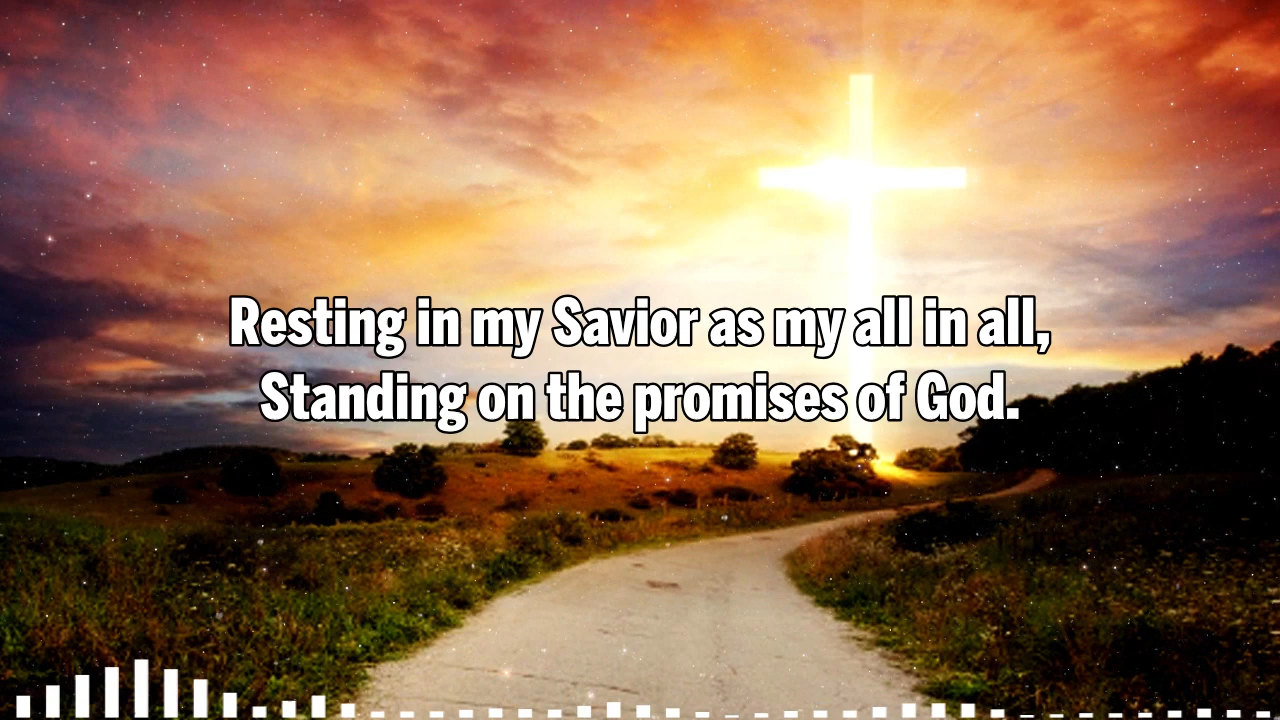 Resting in my Savior as my all in all,
Standing on the promises of God.